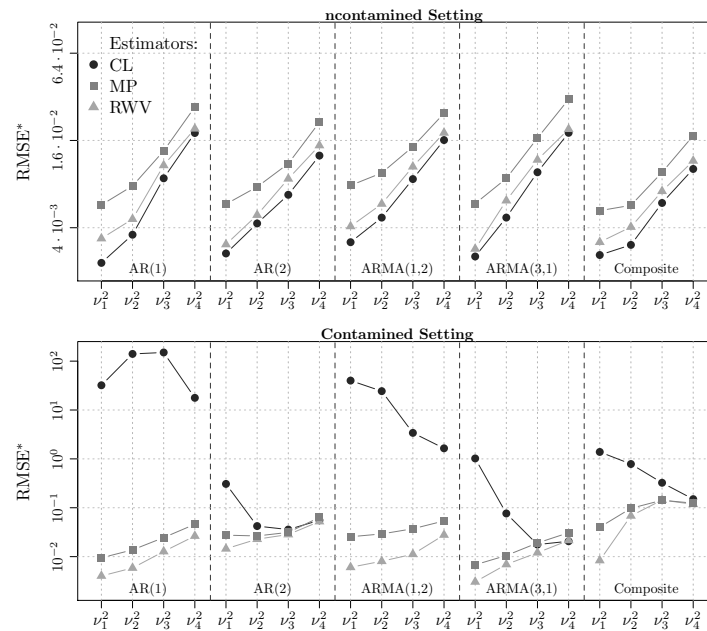 ncontamined Setting
Estimators:
CL
MP
RWV
RMSE*
6.4 · 10⁻²
1.6 · 10⁻²
4 · 10⁻³
AR(1) AR(2) ARMA(1,2) ARMA(3,1) Composite
ν₁² ν₂² ν₃² ν₄² ν₁² ν₂² ν₃² ν₄² ν₁² ν₂² ν₃² ν₄² ν₁² ν₂² ν₃² ν₄² ν₁² ν₂² ν₃² ν₄²
Contamined Setting
RMSE*
10²
10¹
10⁰
10⁻¹
10⁻²
AR(1) AR(2) ARMA(1,2) ARMA(3,1) Composite
ν₁² ν₂² ν₃² ν₄² ν₁² ν₂² ν₃² ν₄² ν₁² ν₂² ν₃² ν₄² ν₁² ν₂² ν₃² ν₄² ν₁² ν₂² ν₃² ν₄²